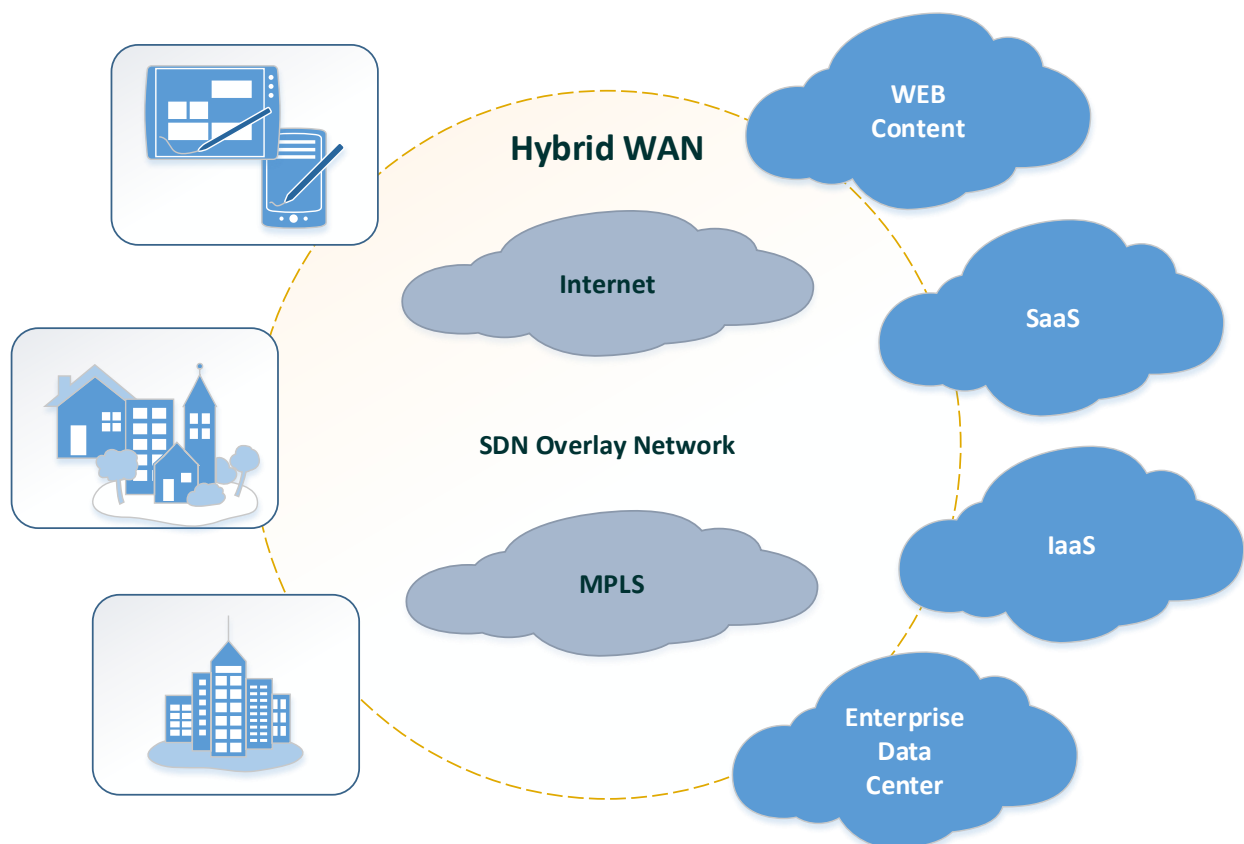 Hybrid WAN
Internet
SDN Overlay Network
MPLS
WEB
Content
SaaS
IaaS
Enterprise
Data
Center